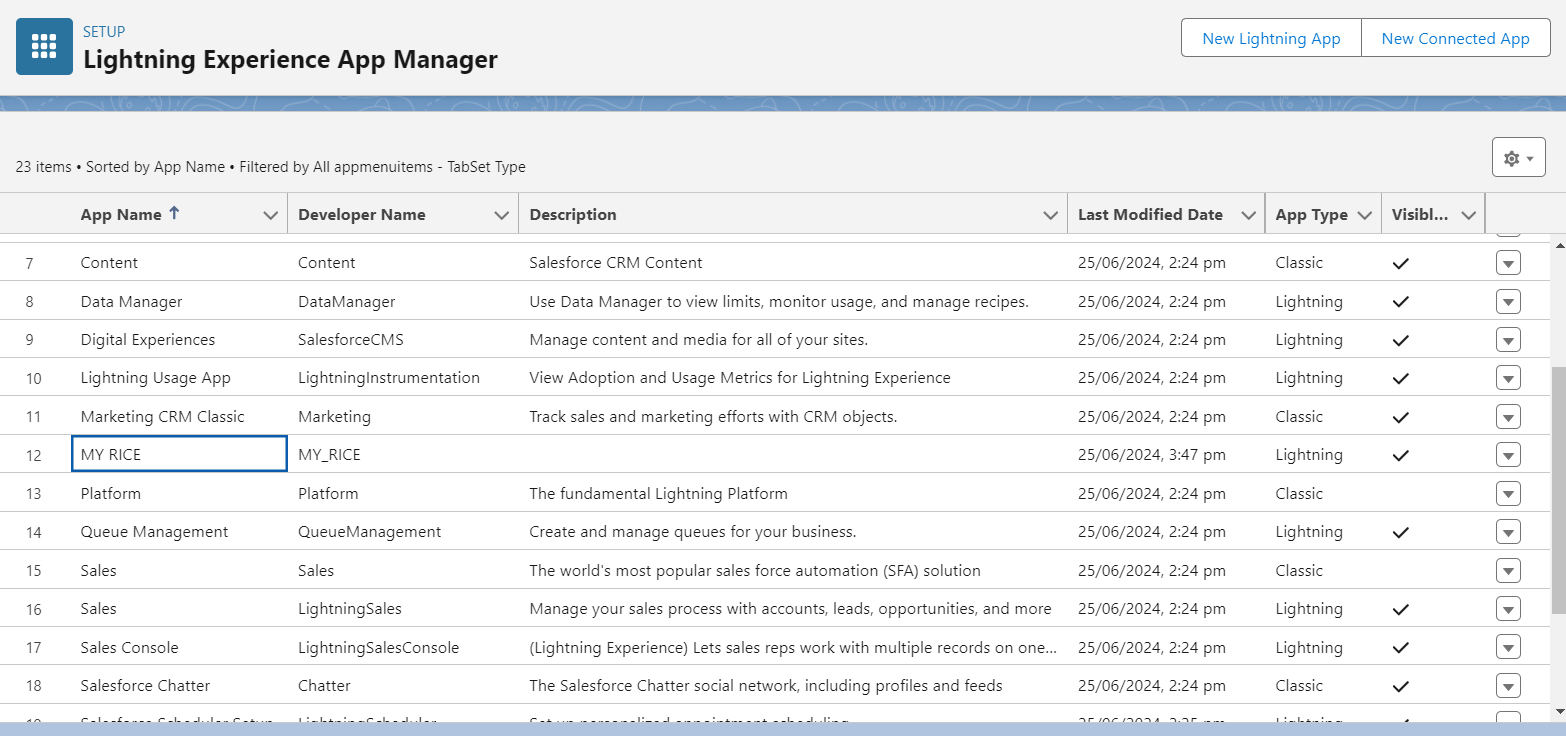 SETUP
Lightning Experience App Manager
New Lightning App New Connected App
23 items • Sorted by App Name • Filtered by All appmenuitems - TabSet Type
App Name Developer Name Description Last Modified Date App Type Visibl...
7 Content Content Salesforce CRM Content 25/06/2024, 2:24 pm Classic
8 Data Manager DataManager Use Data Manager to view limits, monitor usage, and manage recipes. 25/06/2024, 2:24 pm Lightning
9 Digital Experiences SalesforceCMS Manage content and media for all of your sites. 25/06/2024, 2:24 pm Lightning
10 Lightning Usage App LightningInstrumentation View Adoption and Usage Metrics for Lightning Experience 25/06/2024, 2:24 pm Lightning
11 Marketing CRM Classic Marketing Track sales and marketing efforts with CRM objects. 25/06/2024, 2:24 pm Classic
12 MY RICE MY_RICE 25/06/2024, 3:47 pm Lightning
13 Platform Platform The fundamental Lightning Platform 25/06/2024, 2:24 pm Classic
14 Queue Management QueueManagement Create and manage queues for your business. 25/06/2024, 2:24 pm Lightning
15 Sales Sales The world's most popular sales force automation (SFA) solution 25/06/2024, 2:24 pm Classic
16 Sales LightningSales Manage your sales process with accounts, leads, opportunities, and more 25/06/2024, 2:24 pm Lightning
17 Sales Console LightningSalesConsole (Lightning Experience) Lets sales reps work with multiple records on one... 25/06/2024, 2:24 pm Lightning
18 Salesforce Chatter Chatter The Salesforce Chatter social network, including profiles and feeds 25/06/2024, 2:24 pm Classic